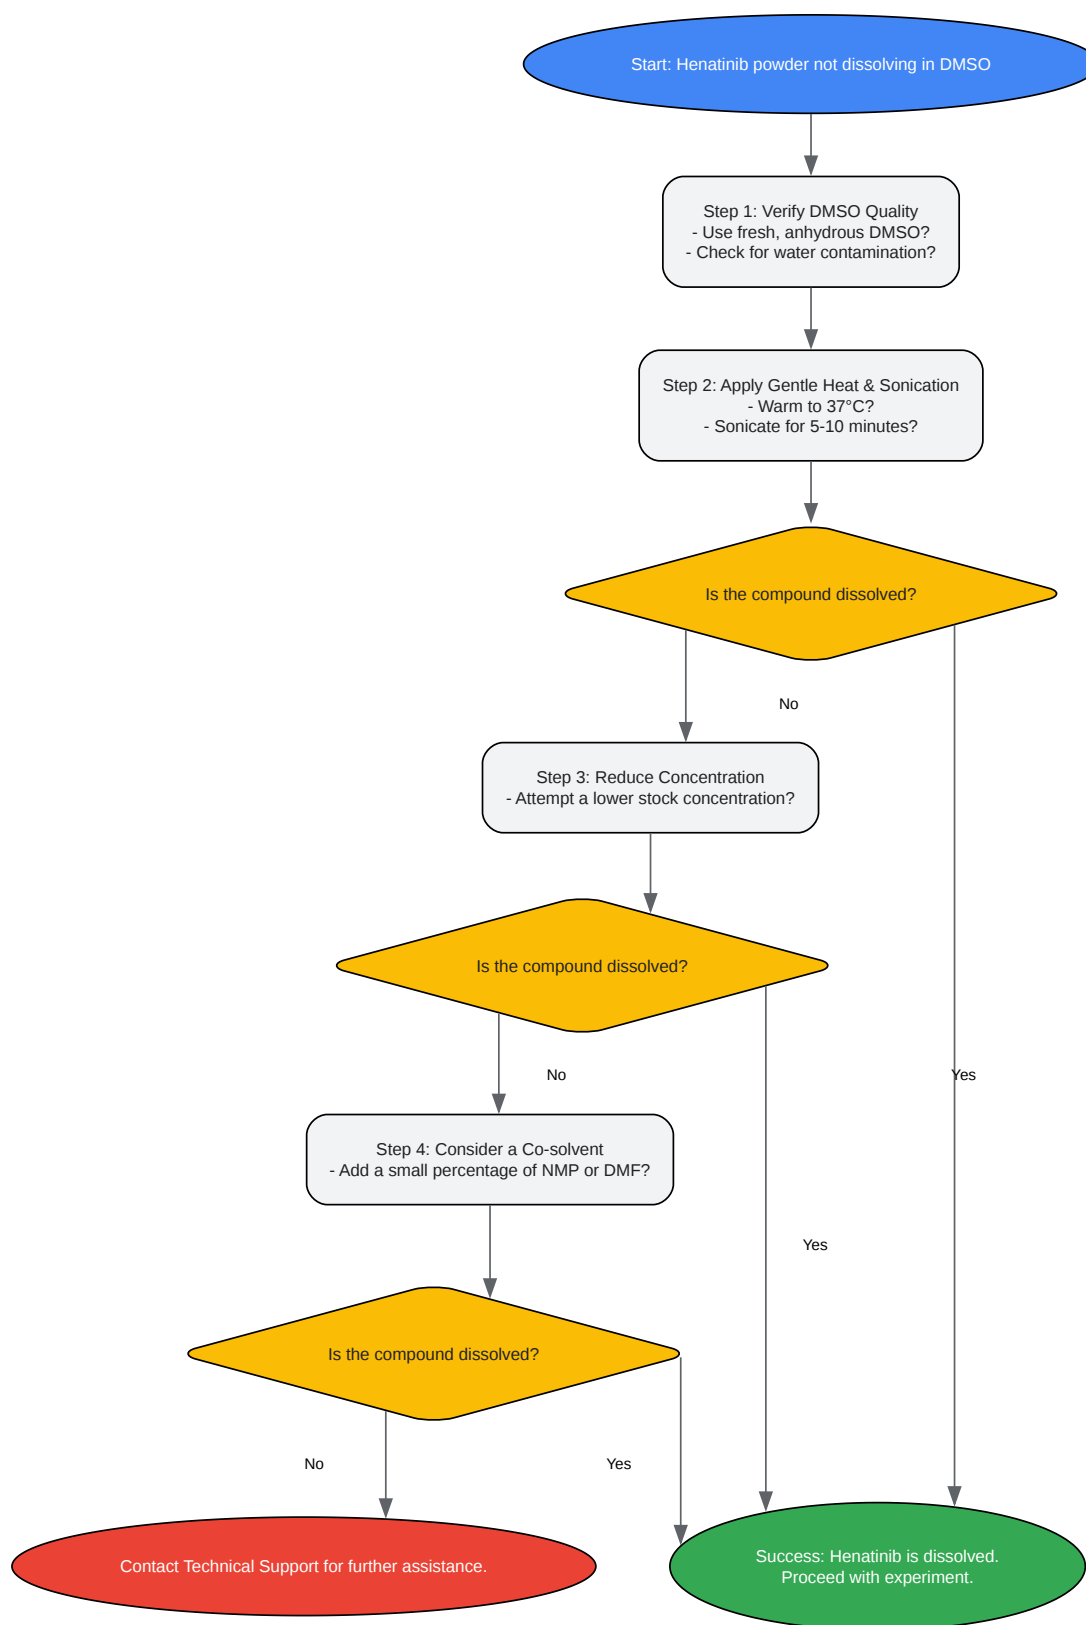 Start: Henatinib powder not dissolving in DMSO
Step 1: Verify DMSO Quality
- Use fresh, anhydrous DMSO?
- Check for water contamination?
Step 2: Apply Gentle Heat & Sonication
- Warm to 37°C?
- Sonicate for 5-10 minutes?
Is the compound dissolved?
No
Step 3: Reduce Concentration
- Attempt a lower stock concentration?
Is the compound dissolved?
No
Yes
Step 4: Consider a Co-solvent
- Add a small percentage of NMP or DMF?
Yes
Is the compound dissolved?
No
Yes
Contact Technical Support for further assistance.
Success: Henatinib is dissolved.
Proceed with experiment.